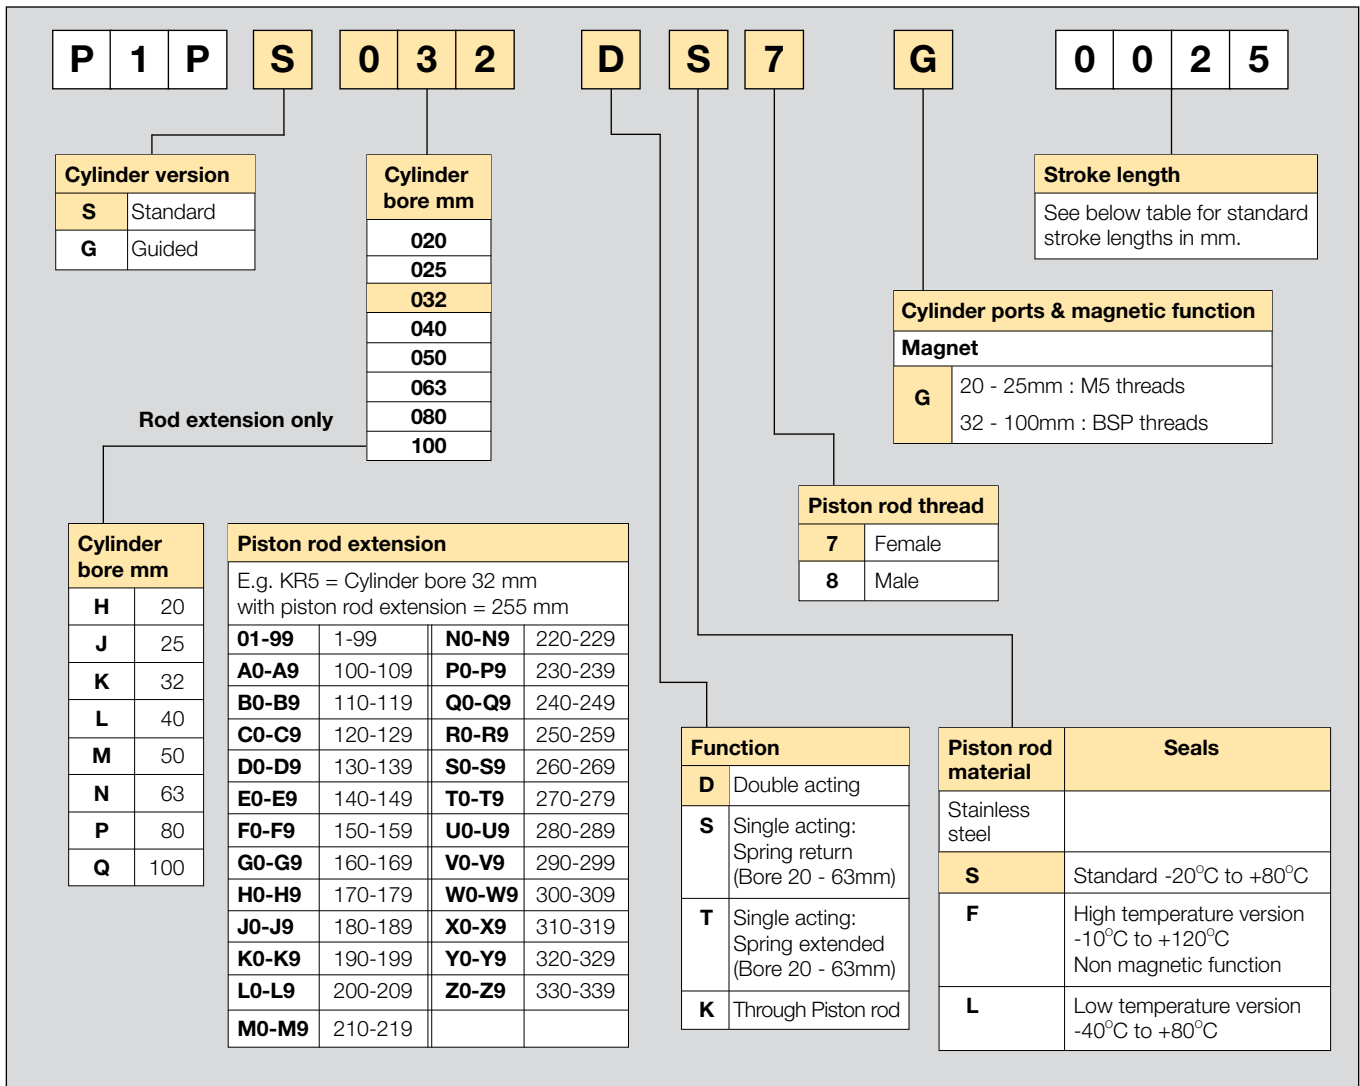 P 1 P S 0 3 2 D S 7 G 0 0 2 5
Cylinder version
S Standard
G Guided
Cylinder
bore mm
020
025
032
040
050
063
080
100
Rod extension only
Stroke length
See below table for standard
stroke lengths in mm.
Cylinder ports & magnetic function
Magnet
G 20 - 25mm : M5 threads
32 - 100mm : BSP threads
Piston rod thread
7 Female
8 Male
Cylinder
bore mm
H 20
J 25
K 32
L 40
M 50
N 63
P 80
Q 100
Piston rod extension
E.g. KR5 = Cylinder bore 32 mm
with piston rod extension = 255 mm
01-99 1-99 N0-N9 220-229
A0-A9 100-109 P0-P9 230-239
B0-B9 110-119 Q0-Q9 240-249
C0-C9 120-129 R0-R9 250-259
D0-D9 130-139 S0-S9 260-269
E0-E9 140-149 T0-T9 270-279
F0-F9 150-159 U0-U9 280-289
G0-G9 160-169 V0-V9 290-299
H0-H9 170-179 W0-W9 300-309
J0-J9 180-189 X0-X9 310-319
K0-K9 190-199 Y0-Y9 320-329
L0-L9 200-209 Z0-Z9 330-339
M0-M9 210-219
Function
D Double acting
S Single acting:
Spring return
(Bore 20 - 63mm)
T Single acting:
Spring extended
(Bore 20 - 63mm)
K Through Piston rod
Piston rod Seals
material
Stainless
steel
S Standard -20°C to +80°C
F High temperature version
-10°C to +120°C
Non magnetic function
L Low temperature version
-40°C to +80°C